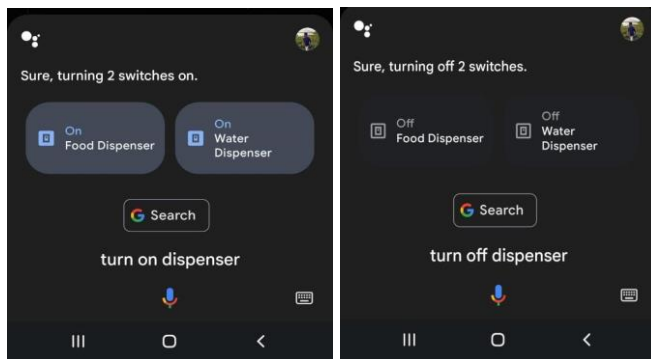 Sure, turning 2 switches on.
On
Food Dispenser
On
Water
Dispenser
G Search
turn on dispenser
Sure, turning off 2 switches.
Off
Food Dispenser
Off
Water
Dispenser
G Search
turn off dispenser